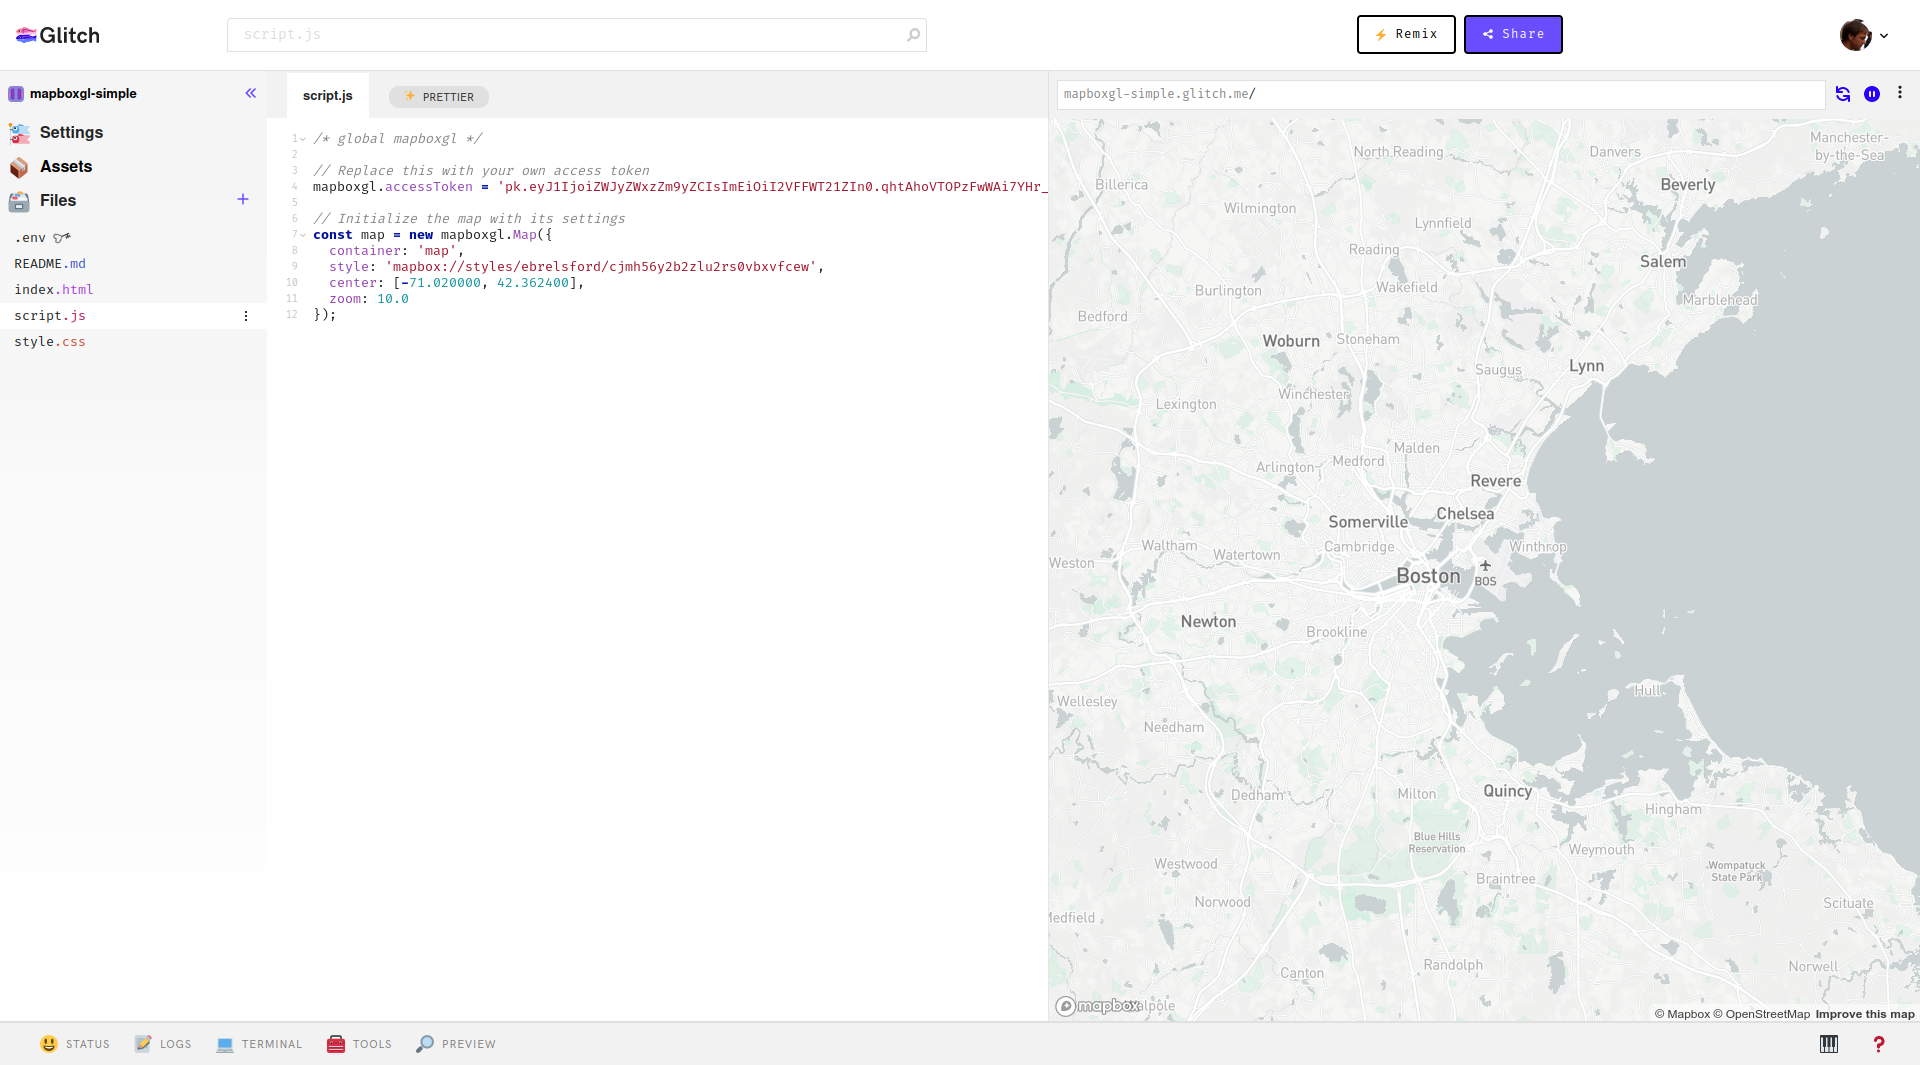 Glitch
script.js
Remix
Share
mapboxgl-simple
Settings
Assets
Files
.env
README.md
index.html
script.js
style.css
script.js
PRETTIER
1 /* global mapboxgl */
2
3 // Replace this with your own access token
4 mapboxgl.accessToken = 'pk.eyJ1IjoiZWJyZWxzZm9yZCIsImEiOiI2VFFWT21ZIn0.qhtAhoVTOPzFwWAi7YHr_
5
6 // Initialize the map with its settings
7 const map = new mapboxgl.Map({
8 container: 'map',
9 style: 'mapbox://styles/ebrelsford/cjmh56y2b2zlu2rs0vbxvfcew',
10 center: [-71.020000, 42.362400],
11 zoom: 10.0
12 });
mapboxgl-simple.glitch.me/
Manchester-
by-the-Sea
North Reading
Danvers
Billerica
Beverly
Wilmington
Lynnfield
Reading
Salem
Burlington
Wakefield
Marblehead
Bedford
Woburn
Stoneham
Lynn
Saugus
Winchester
Lexington
Malden
Medford
Arlington
Revere
Chelsea
Somerville
Waltham
Cambridge
Winthrop
Watertown
Weston
Boston
BOS
Newton
Brookline
Hull
Wellesley
Needham
Quincy
Dedham
Milton
Hingham
Blue Hills
Reservation
Weymouth
Westwood
Wompatuck
State Park
Braintree
Norwood
Scituate
Medfield
Randolph
Norwell
Canton
mapbox
alpole
© Mapbox © OpenStreetMap Improve this map
STATUS
LOGS
TERMINAL
TOOLS
PREVIEW
?